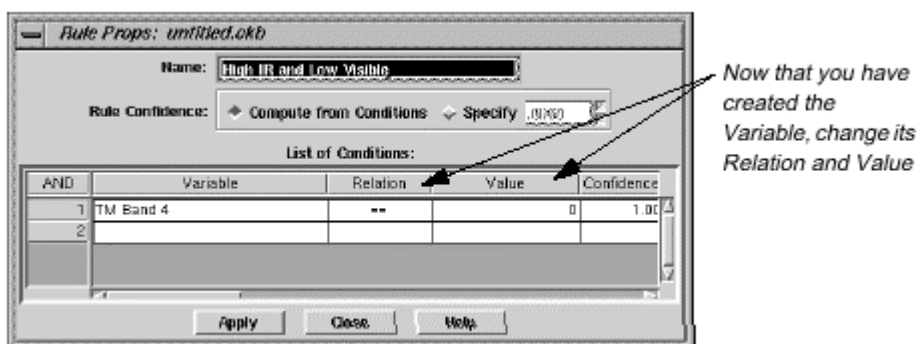 Rule Props: untitled.ckb
Name: High IR and Low Visible
Rule Confidence: Compute from Conditions Specify
List of Conditions:
AND Variable Relation Value Confidence
1 TM Band 4 == 0 1.00
2
Apply Close Help
Now that you have
created the
Variable, change its
Relation and Value